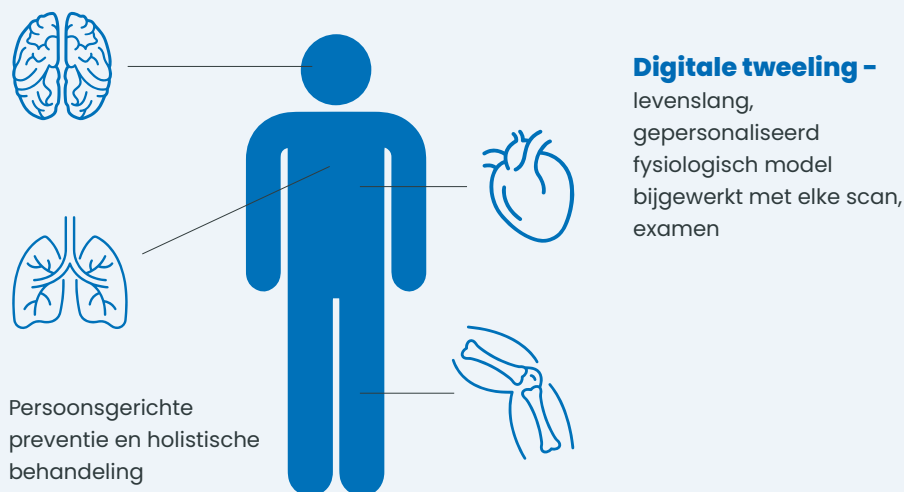 Digitale tweeling –
levenslang,
gepersonaliseerd
fysiologisch model
bijgewerkt met elke scan,
examen
Persoonsgerichte
preventie en holistische
behandeling